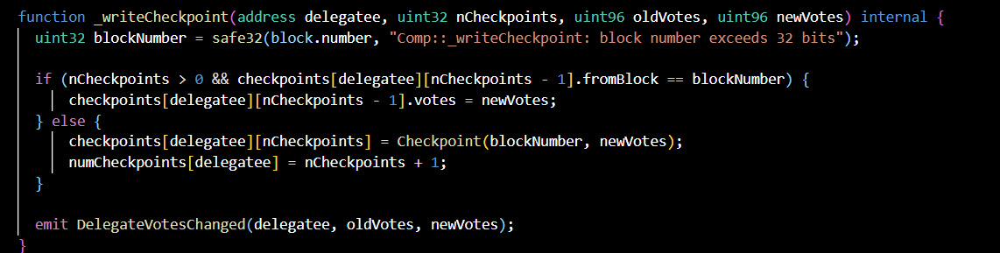 function _writeCheckpoint(address delegatee, uint32 nCheckpoints, uint96 oldVotes, uint96 newVotes) internal {
  uint32 blockNumber = safe32(block.number, "Comp::_writeCheckpoint: block number exceeds 32 bits");

  if (nCheckpoints > 0 && checkpoints[delegatee][nCheckpoints - 1].fromBlock == blockNumber) {
      checkpoints[delegatee][nCheckpoints - 1].votes = newVotes;
  } else {
      checkpoints[delegatee][nCheckpoints] = Checkpoint(blockNumber, newVotes);
      numCheckpoints[delegatee] = nCheckpoints + 1;
  }

  emit DelegateVotesChanged(delegatee, oldVotes, newVotes);
}